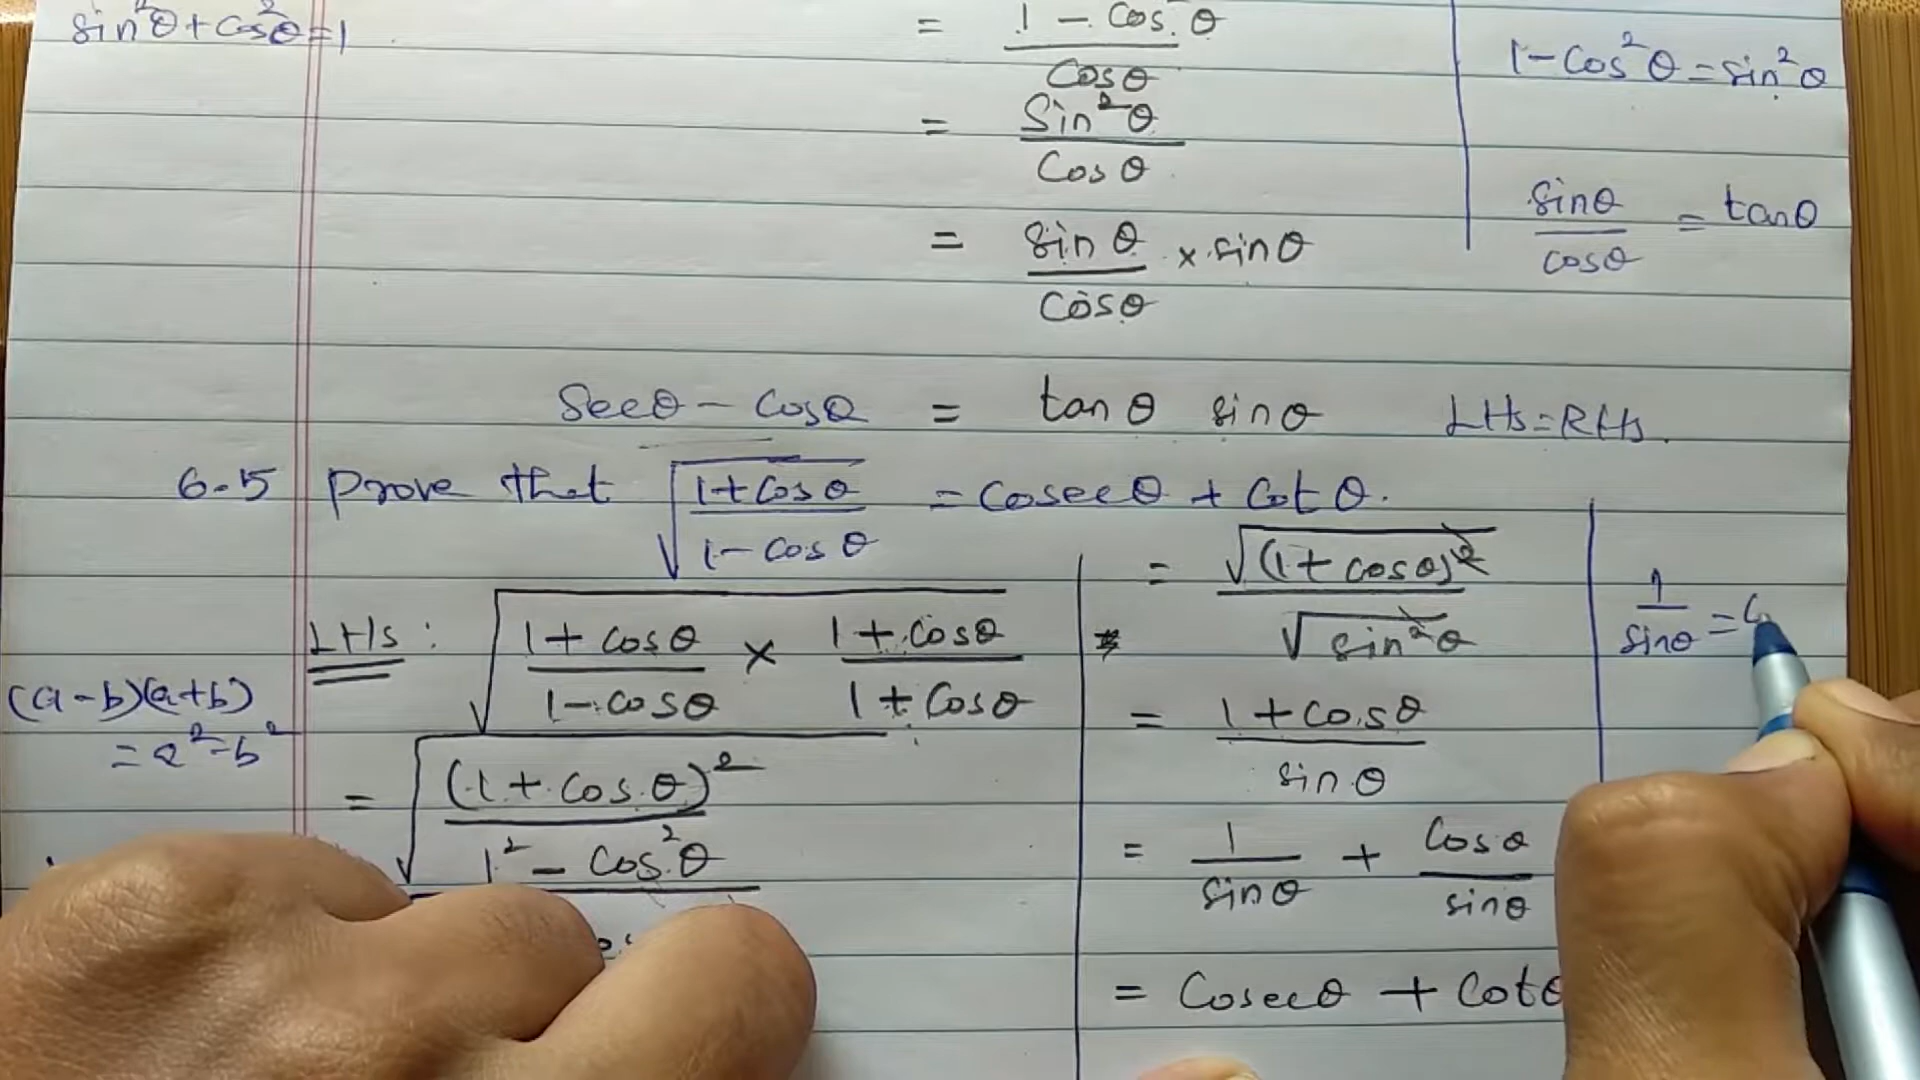 sin²θ + cos²θ = 1
= 1 - cos²θ
cosθ
1 - cos²θ = sin²θ
= Sin²θ
Cosθ
= sinθ × sinθ
cosθ
sinθ = tanθ
cosθ
Secθ - cosθ = tanθ sinθ LHS = RHS.
6.5 prove that √ 1+cosθ = cosecθ + cotθ.
1 - cosθ
LHS : √ 1 + cosθ × 1 + cosθ
1 - cosθ 1 + cosθ
(a-b)(a+b)
= a² - b²
= √ (1 + cosθ)²
1² - cos²θ
= √(1 + cosθ)²
√sin²θ
= 1 + cosθ
sinθ
= 1 + cosθ
sinθ sinθ
= Cosecθ + cotθ
1 =
sinθ